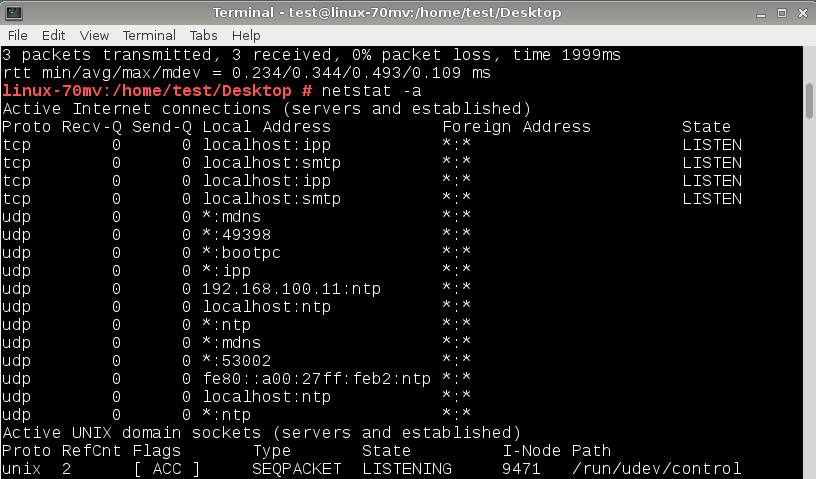 Terminal - test@linux-70mv:/home/test/Desktop
File Edit View Terminal Tabs Help
3 packets transmitted, 3 received, 0% packet loss, time 1999ms
rtt min/avg/max/mdev = 0.234/0.344/0.493/0.109 ms
linux-70mv:/home/test/Desktop # netstat -a
Active Internet connections (servers and established)
Proto Recv-Q Send-Q Local Address           Foreign Address         State
tcp        0      0 localhost:ipp           *:*                     LISTEN
tcp        0      0 localhost:smtp          *:*                     LISTEN
tcp        0      0 localhost:ipp           *:*                     LISTEN
tcp        0      0 localhost:smtp          *:*                     LISTEN
udp        0      0 *:mdns                  *:*
udp        0      0 *:49398                 *:*
udp        0      0 *:bootpc                *:*
udp        0      0 *:ipp                   *:*
udp        0      0 192.168.100.11:ntp      *:*
udp        0      0 localhost:ntp           *:*
udp        0      0 *:ntp                   *:*
udp        0      0 *:mdns                  *:*
udp        0      0 *:53002                 *:*
udp        0      0 fe80::a00:27ff:feb2:ntp *:*
udp        0      0 localhost:ntp           *:*
udp        0      0 *:ntp                   *:*
Active UNIX domain sockets (servers and established)
Proto RefCnt Flags       Type       State         I-Node Path
unix  2      [ ACC ]     SEQPACKET  LISTENING     9471   /run/udev/control